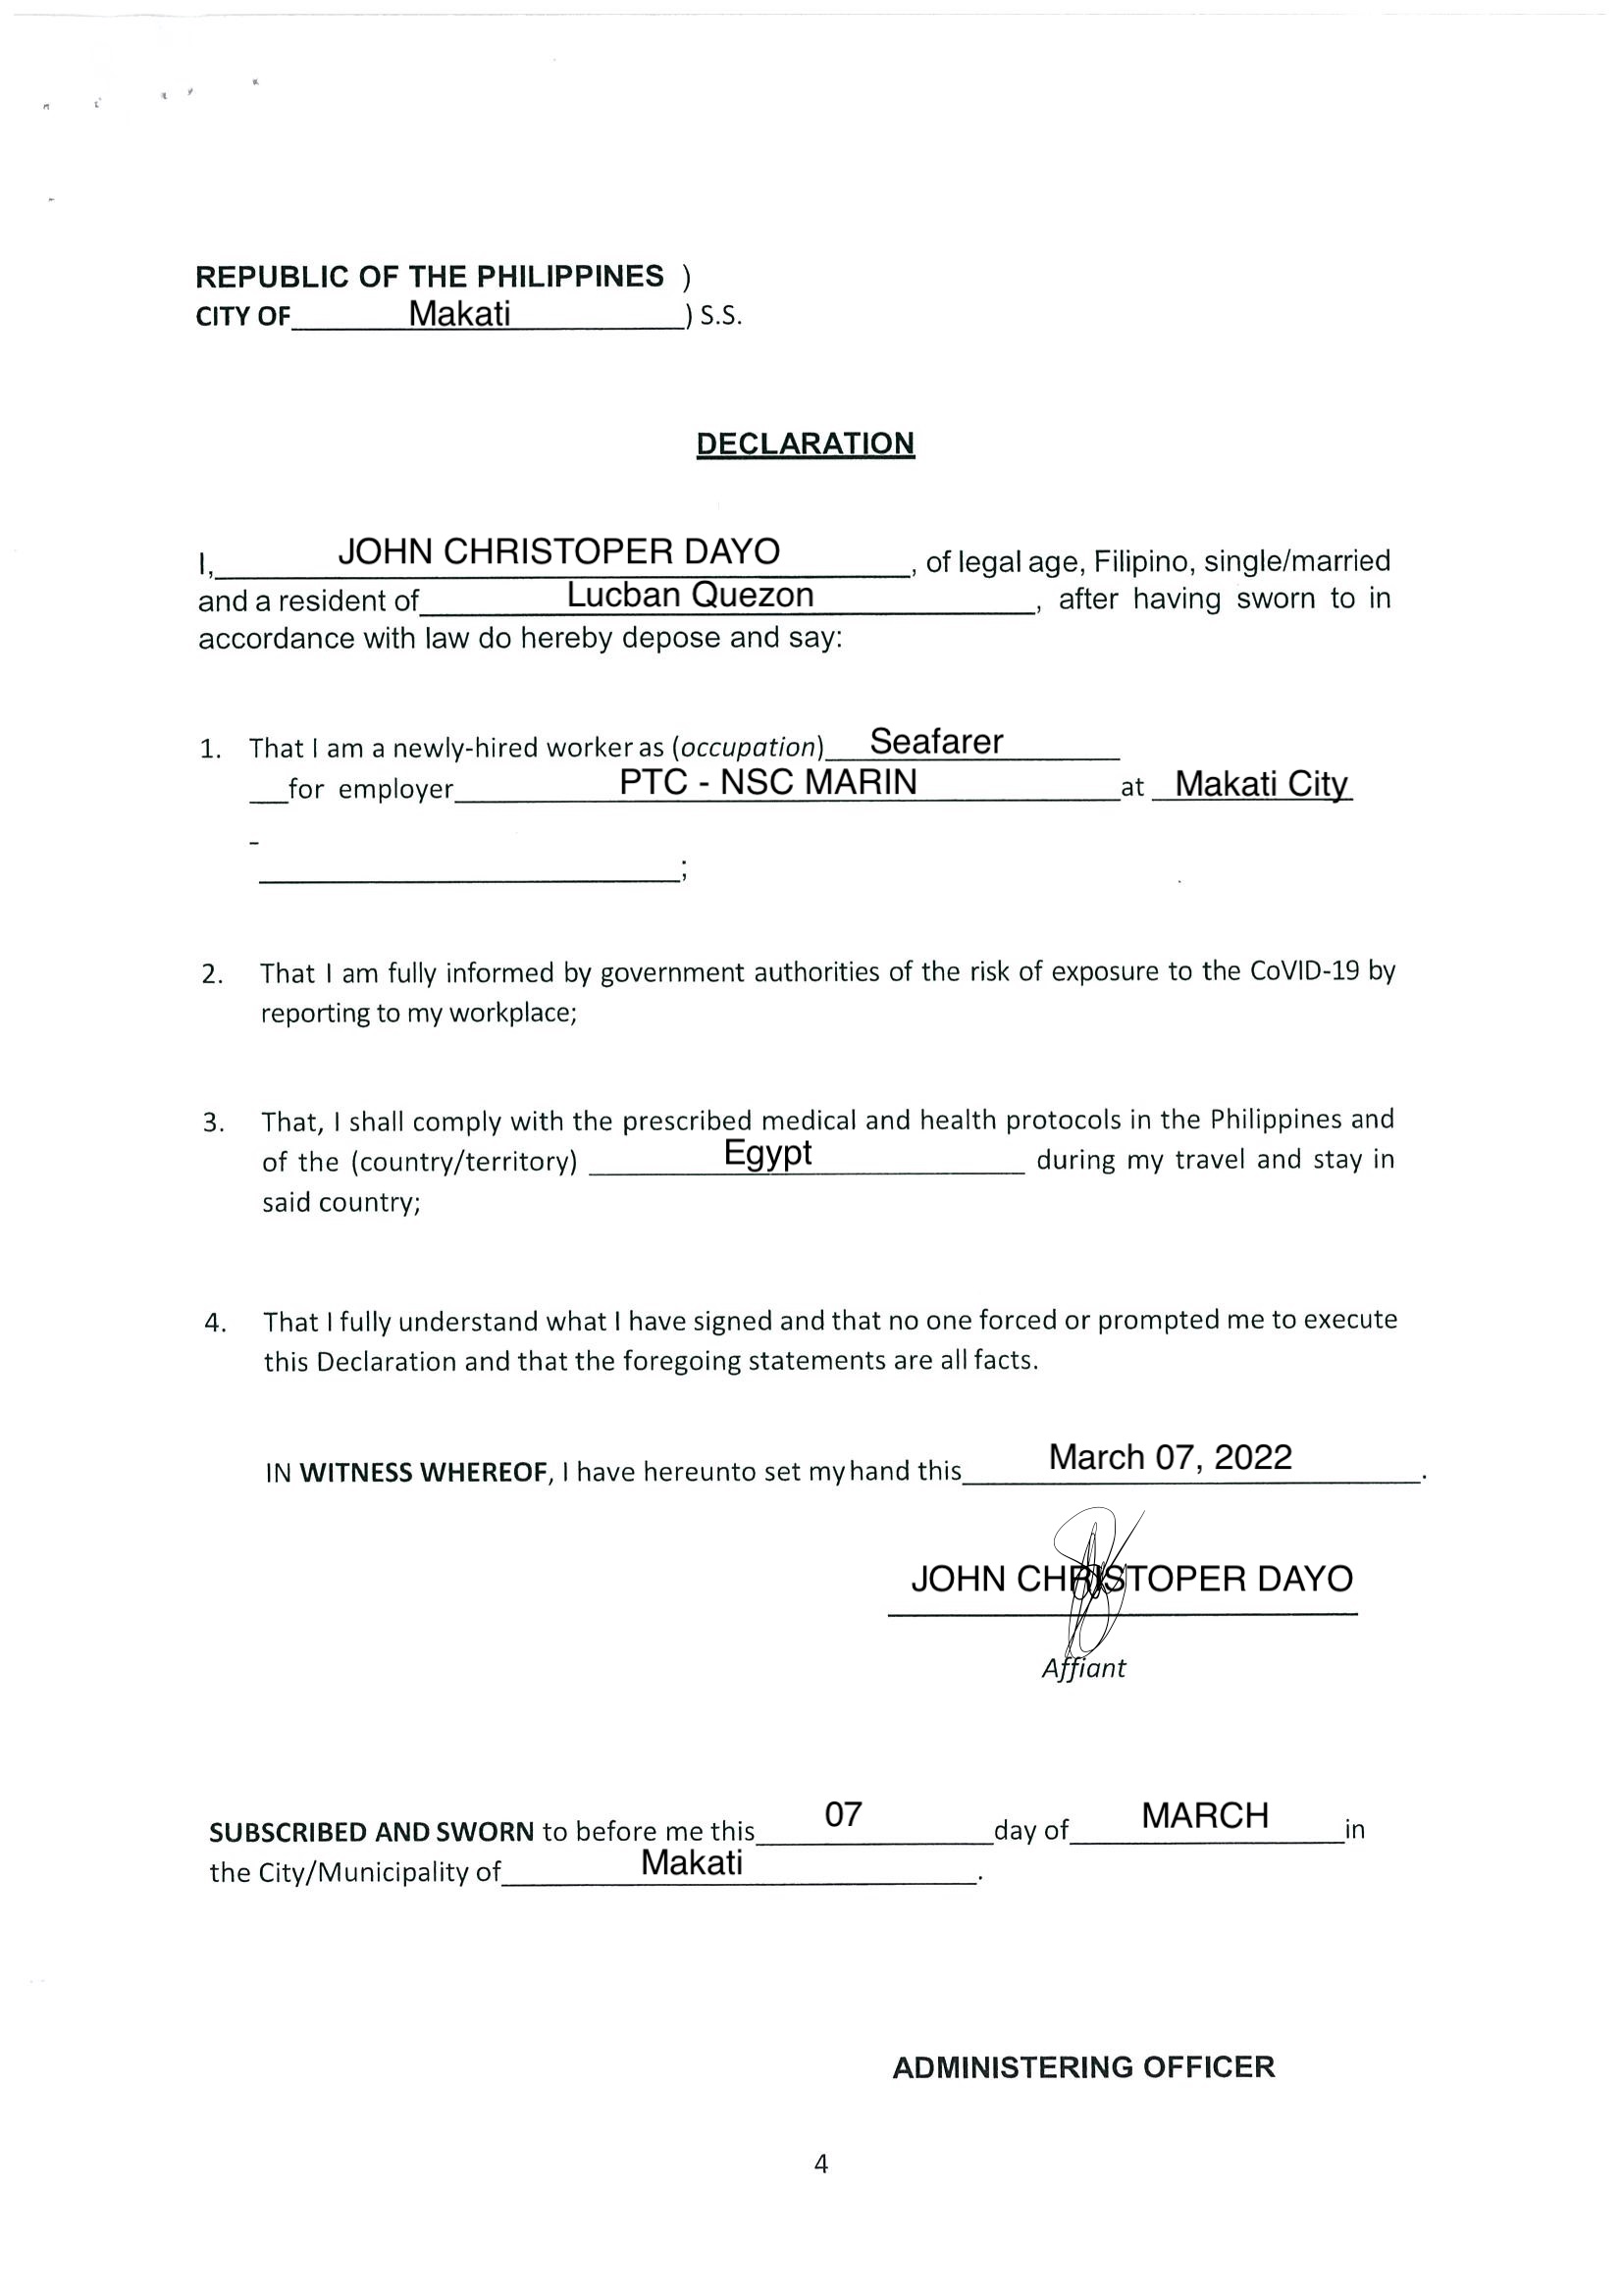 REPUBLIC OF THE PHILIPPINES )
CITY OF Makati ) S.S.
DECLARATION
I, JOHN CHRISTOPER DAYO , of legal age, Filipino, single/married
and a resident of Lucban Quezon , after having sworn to in
accordance with law do hereby depose and say:
1. That I am a newly-hired worker as (occupation) Seafarer
for employer PTC - NSC MARIN at Makati City
-
;
2. That I am fully informed by government authorities of the risk of exposure to the CoVID-19 by
reporting to my workplace;
3. That, I shall comply with the prescribed medical and health protocols in the Philippines and
of the (country/territory) Egypt during my travel and stay in
said country;
4. That I fully understand what I have signed and that no one forced or prompted me to execute
this Declaration and that the foregoing statements are all facts.
IN WITNESS WHEREOF, I have hereunto set my hand this March 07, 2022 .
JOHN CHRISTOPER DAYO
Affiant
SUBSCRIBED AND SWORN to before me this 07 day of MARCH in
the City/Municipality of Makati .
ADMINISTERING OFFICER
4